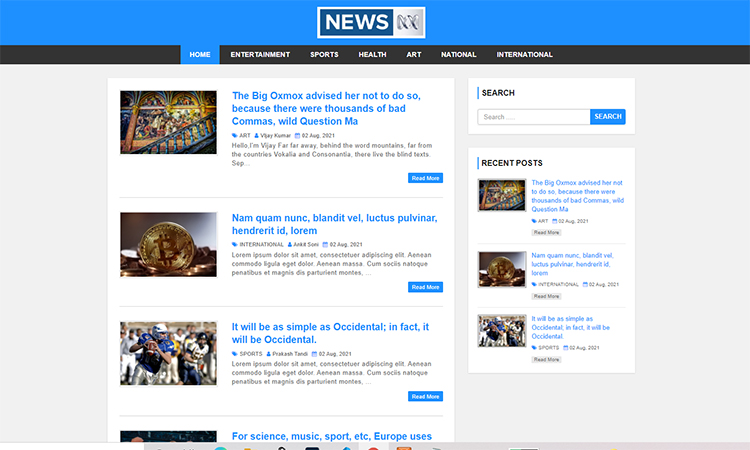 NEWS
HOME ENTERTAINMENT SPORTS HEALTH ART NATIONAL INTERNATIONAL
The Big Oxmox advised her not to do so,
because there were thousands of bad
Commas, wild Question Ma
ART Vijay Kumar 02 Aug, 2021
Hello,I'm Vijay Far far away, behind the word mountains, far from
the countries Vokalia and Consonantia, there live the blind texts.
Sep...
Read More
Nam quam nunc, blandit vel, luctus pulvinar,
hendrerit id, lorem
INTERNATIONAL Ankit Soni 02 Aug, 2021
Lorem ipsum dolor sit amet, consectetuer adipiscing elit. Aenean
commodo ligula eget dolor. Aenean massa. Cum sociis natoque
penatibus et magnis dis parturient montes, ...
Read More
It will be as simple as Occidental; in fact, it
will be Occidental.
SPORTS Prakash Tandi 02 Aug, 2021
Lorem ipsum dolor sit amet, consectetuer adipiscing elit. Aenean
commodo ligula eget dolor. Aenean massa. Cum sociis natoque
penatibus et magnis dis parturient montes, ...
Read More
For science, music, sport, etc, Europe uses
SEARCH
Search .....
SEARCH
RECENT POSTS
The Big Oxmox advised her not
to do so, because there were
thousands of bad Commas, wild
Question Ma
ART 02 Aug, 2021
Read More
Nam quam nunc, blandit vel,
luctus pulvinar, hendrerit id,
lorem
INTERNATIONAL 02 Aug, 2021
Read More
It will be as simple as
Occidental; in fact, it will be
Occidental.
SPORTS 02 Aug, 2021
Read More